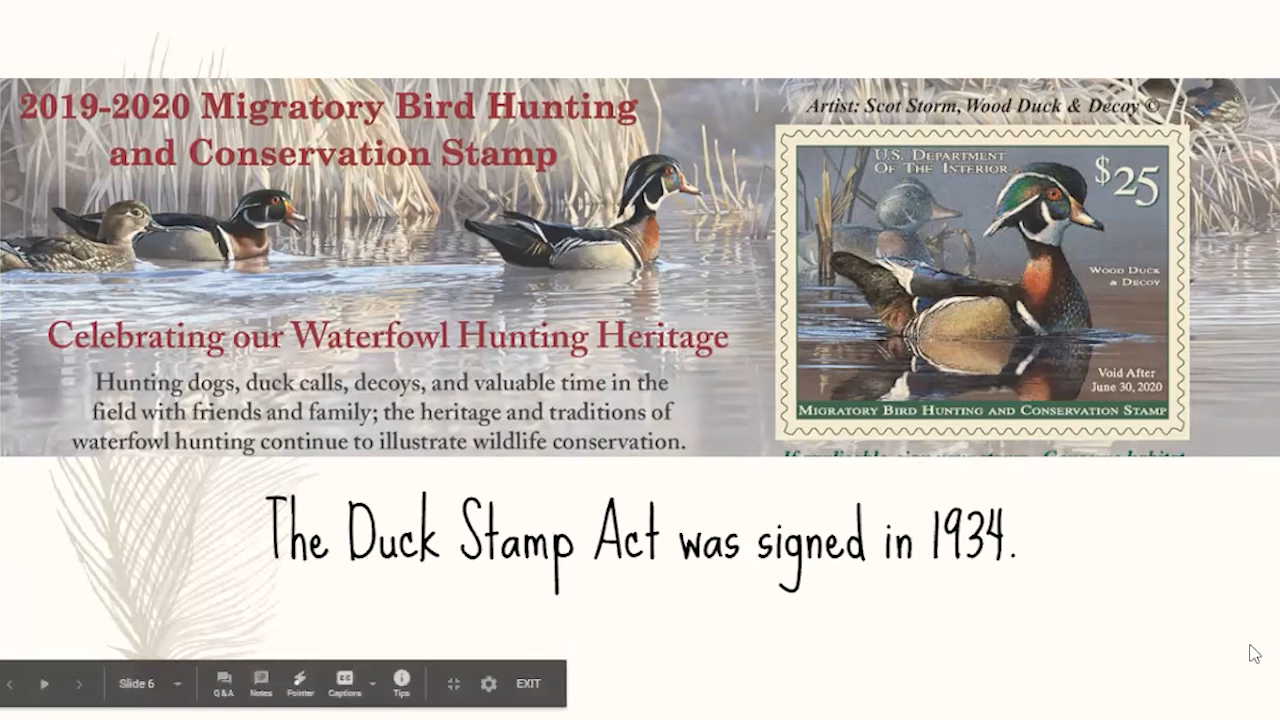 2019-2020 Migratory Bird Hunting
and Conservation Stamp
Celebrating our Waterfowl Hunting Heritage
Hunting dogs, duck calls, decoys, and valuable time in the
field with friends and family; the heritage and traditions of
waterfowl hunting continue to illustrate wildlife conservation.
Artist: Scot Storm, Wood Duck & Decoy ©
U.S. Department
Of The Interior
$25
Wood Duck
& Decoy
Void After
June 30, 2020
Migratory Bird Hunting and Conservation Stamp
The Duck Stamp Act was signed in 1934.
Slide 6
Q&A
Notes
Pointer
Captions
Tips
EXIT